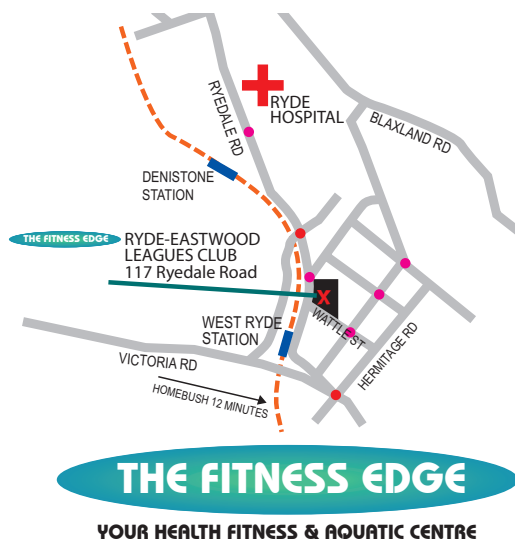 RYEDALE RD
RYDE
HOSPITAL
BLAXLAND RD
DENISTONE
STATION
THE FITNESS EDGE
RYDE-EASTWOOD
LEAGUES CLUB
117 Ryedale Road
X
WATTLE ST
WEST RYDE
STATION
HERMITAGE RD
VICTORIA RD
HOMEBUSH 12 MINUTES
THE FITNESS EDGE
YOUR HEALTH FITNESS & AQUATIC CENTRE